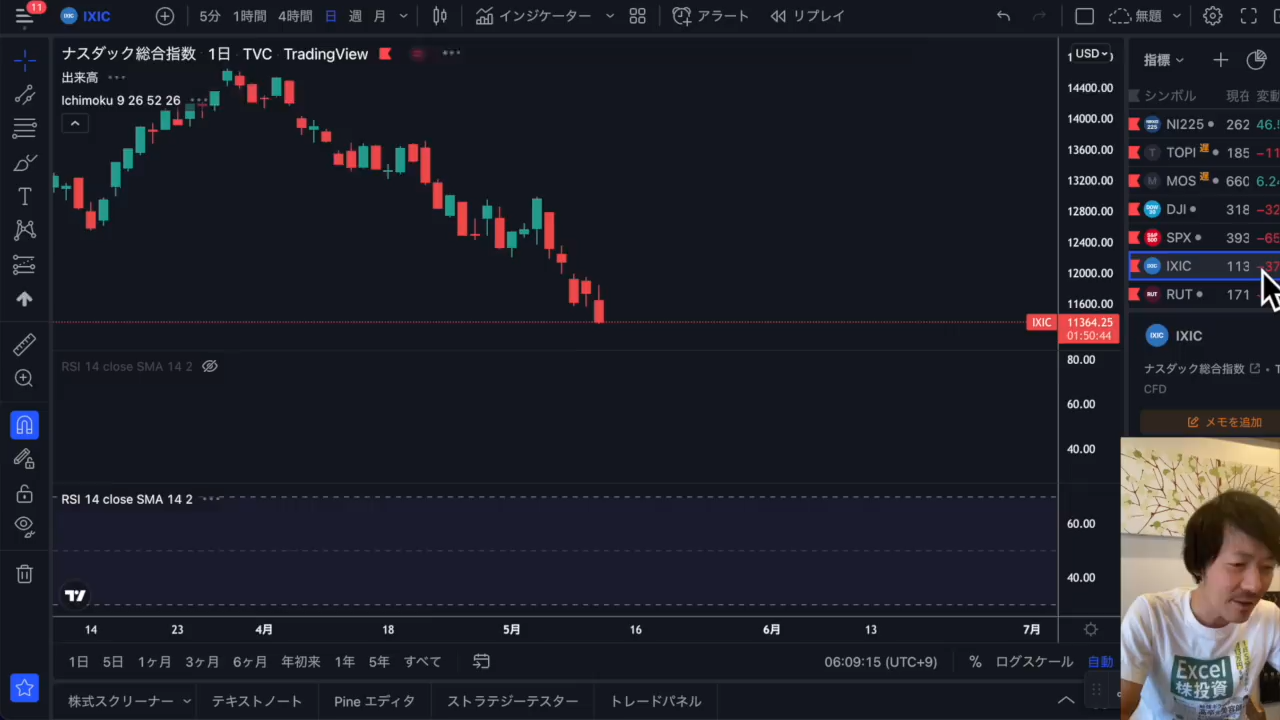 11
IXIC
5分 1時間 4時間 日 週 月
インジケーター
アラート
リプレイ
無題
ナスダック総合指数 1日 TVC TradingView
出来高
Ichimoku 9 26 52 26
USD
14400.00
14000.00
13600.00
13200.00
12800.00
12400.00
12000.00
11600.00
IXIC 11364.25
01:50:44
RSI 14 close SMA 14 2
80.00
60.00
40.00
RSI 14 close SMA 14 2
60.00
40.00
14 23 4月 18 5月 16 6月 13 7月
1日 5日 1ヶ月 3ヶ月 6ヶ月 年初来 1年 5年 すべて
06:09:15 (UTC+9) % ログスケール 自動
株式スクリーナー テキストノート Pine エディタ ストラテジーテスター トレードパネル
指標
シンボル 現在 変動
NI225 262 46.
TOPI 遅 185 −11
MOS 遅 660 6.2
DJI 318 −32
SPX 393 −65
IXIC 113 −37
RUT 171
IXIC
ナスダック総合指数
CFD
メモを追加
Excel
株投資